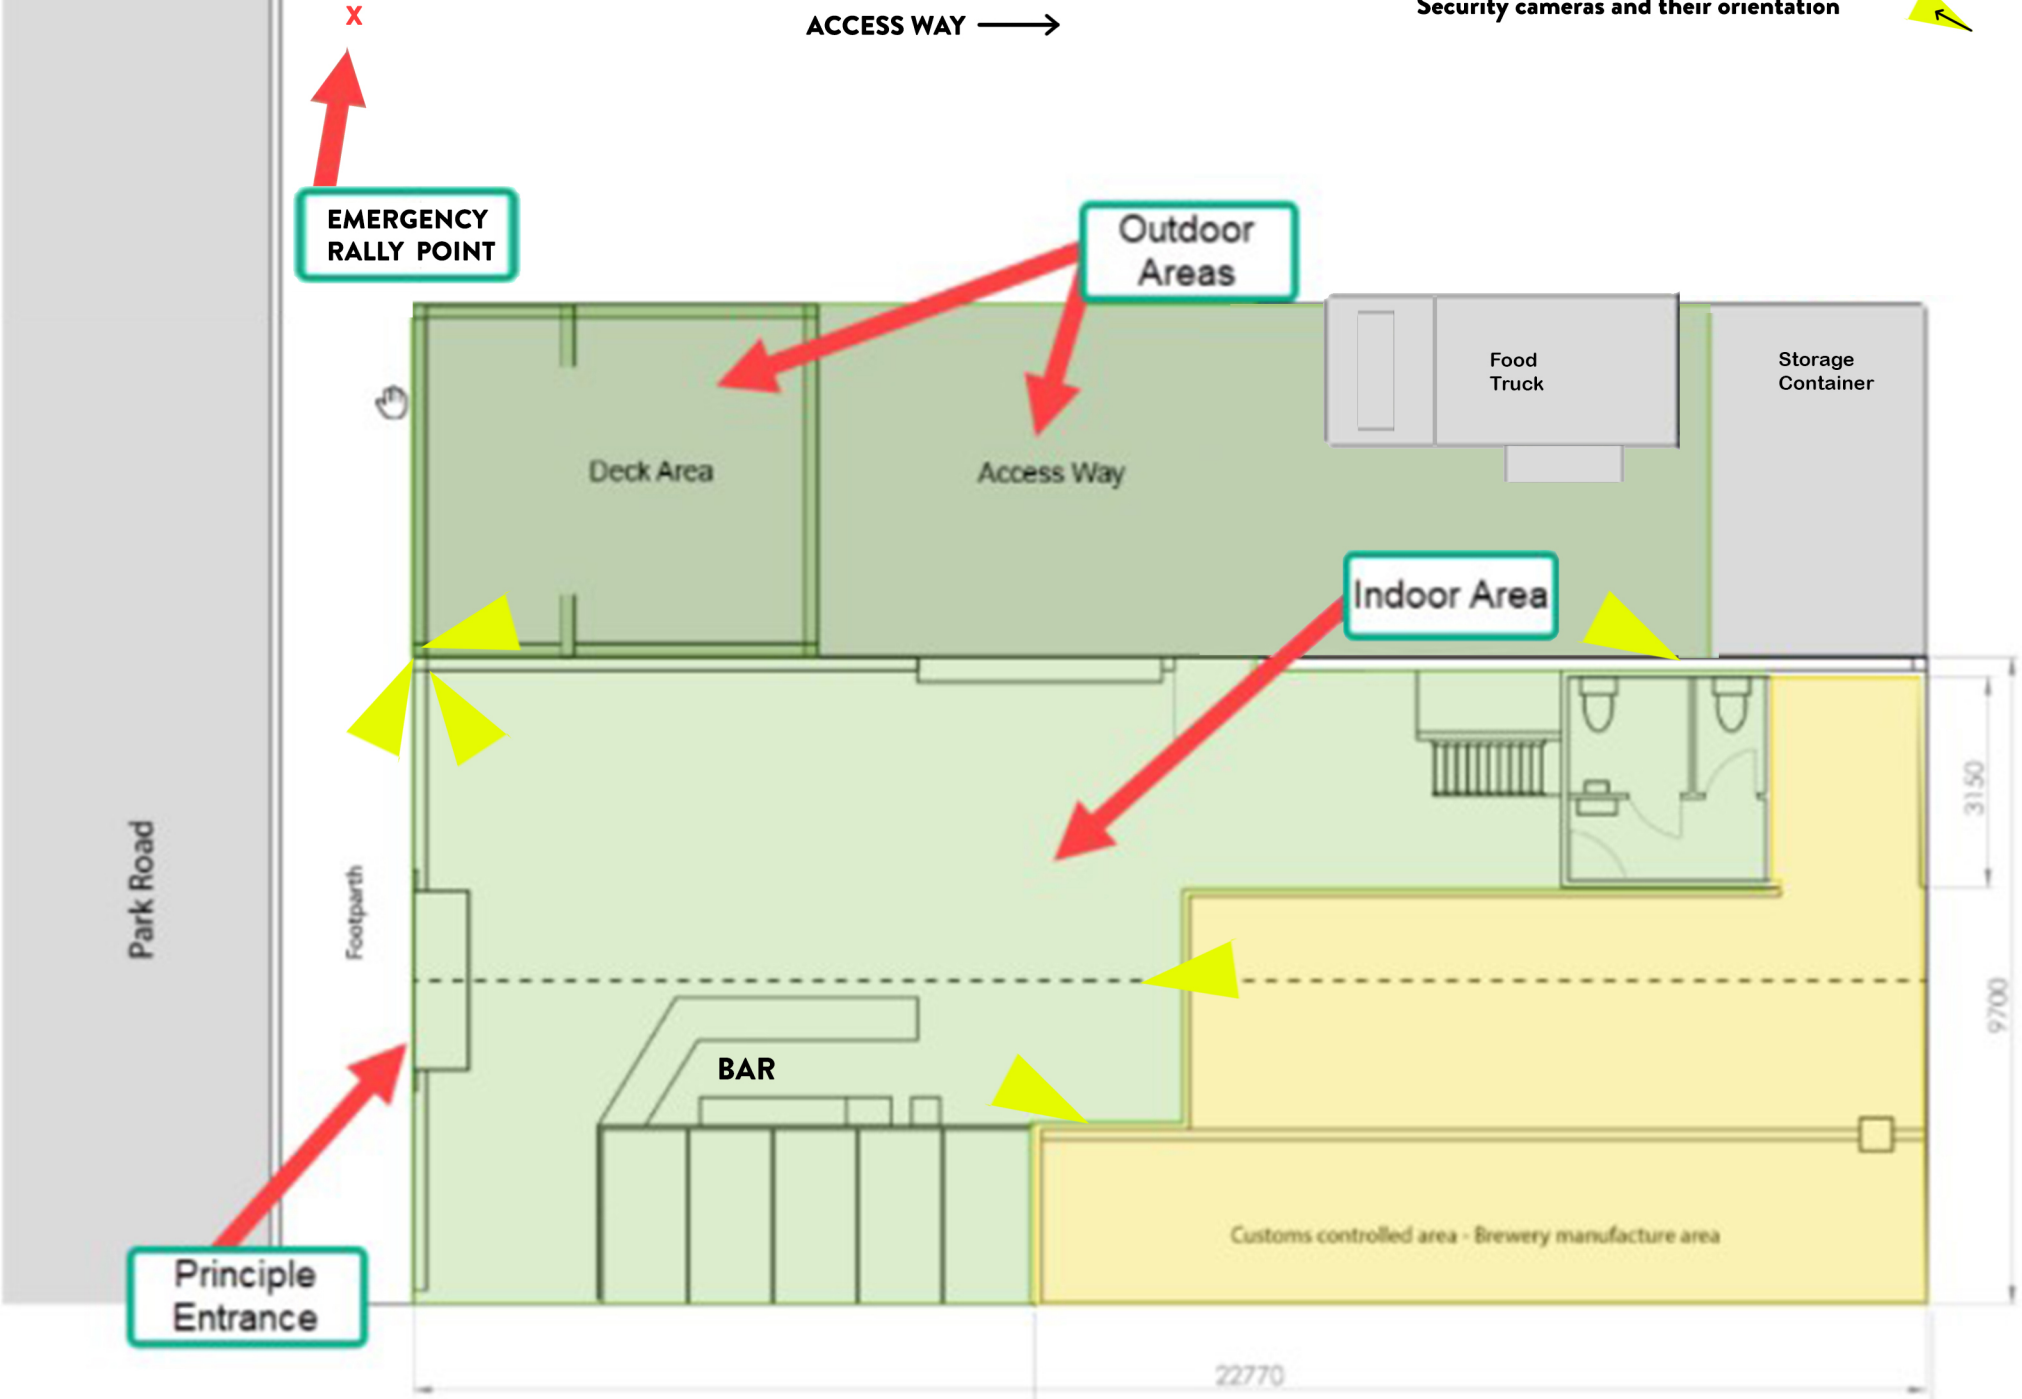 X
ACCESS WAY
Security cameras and their orientation
EMERGENCY
RALLY POINT
Outdoor
Areas
Food
Truck
Storage
Container
Deck Area
Access Way
Indoor Area
3150
Park Road
Footparth
9700
BAR
Customs controlled area - Brewery manufacture area
Principle
Entrance
22770